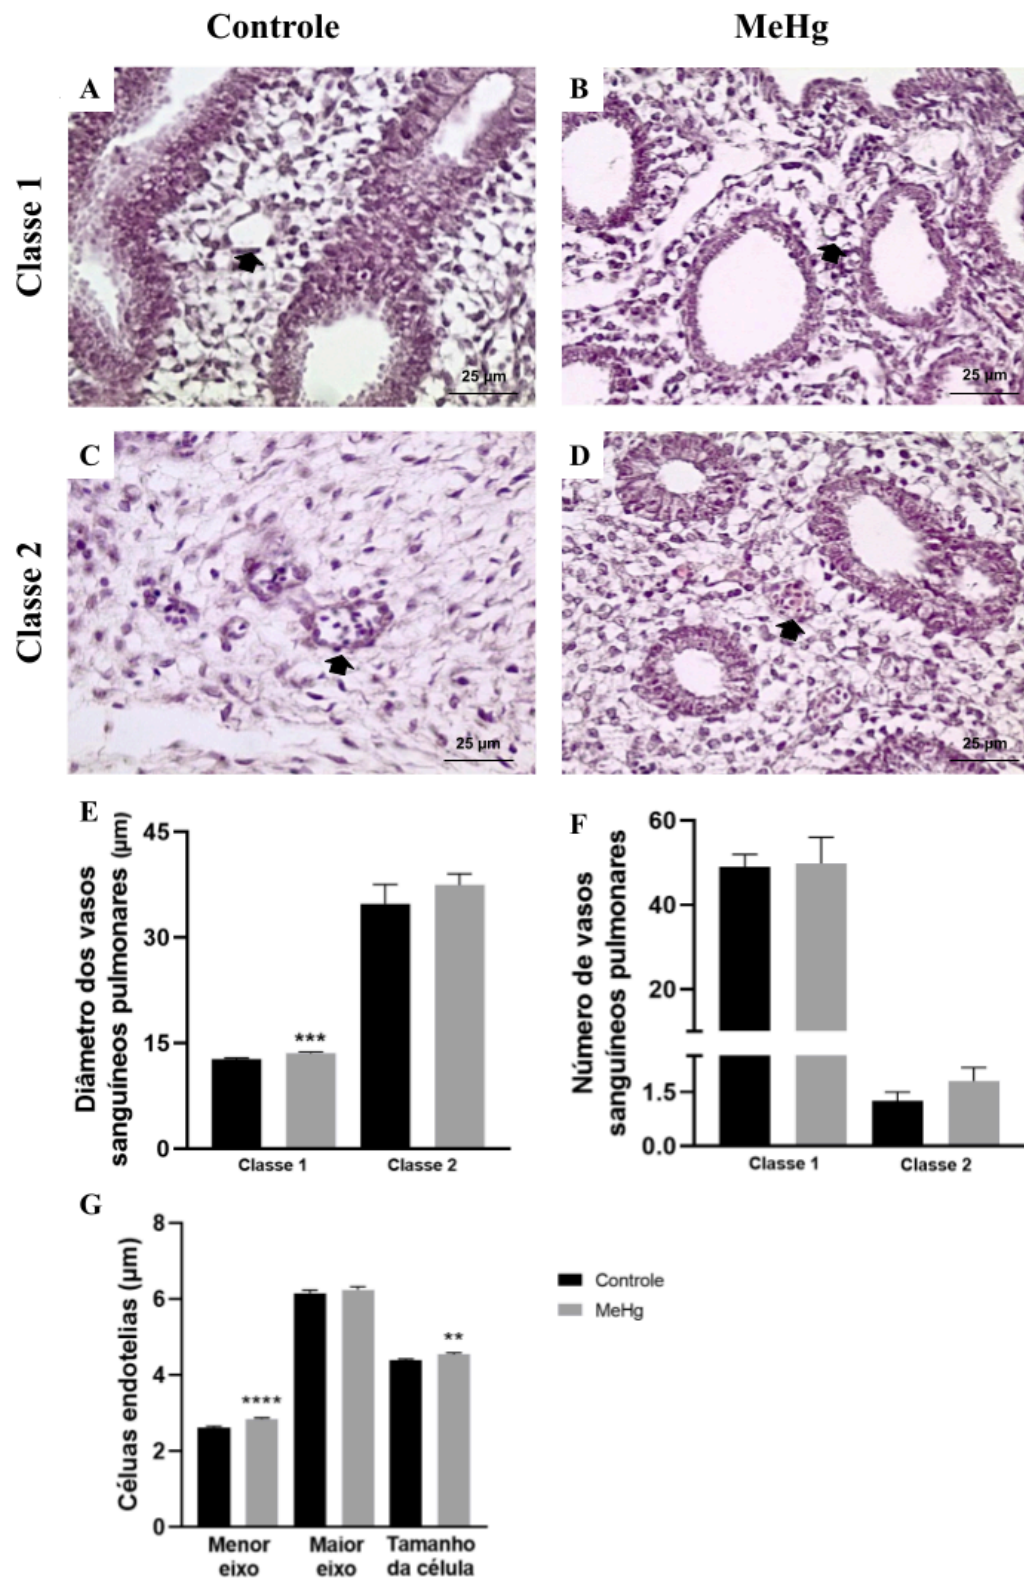 Controle MeHg
Classe 1
A
25 µm
B
25 µm
Classe 2
C
25 µm
D
25 µm
E
Diâmetro dos vasos
sanguíneos pulmonares (µm)
45
30
15
0
***
Classe 1 Classe 2
F
Número de vasos
sanguíneos pulmonares
60
40
20
1.5
0.0
Classe 1 Classe 2
G
Céluas endotelias (µm)
8
6
4
2
0
****
**
Menor Maior Tamanho
eixo eixo da célula
Controle
MeHg